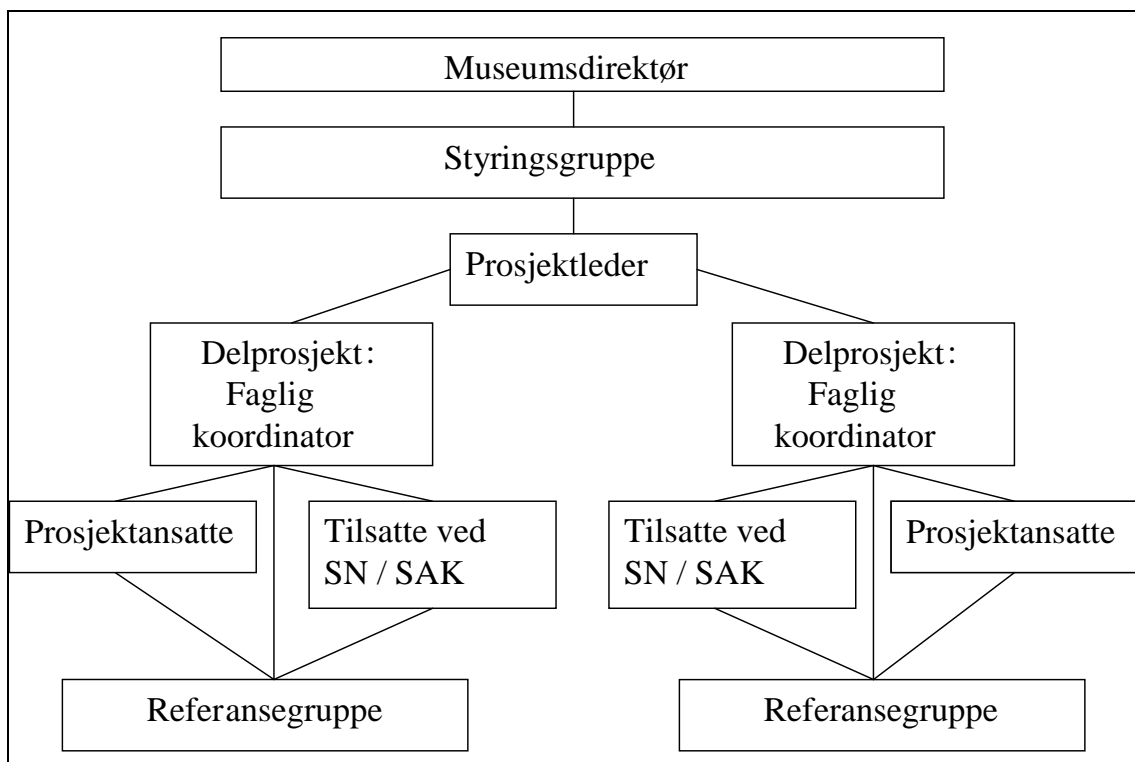 Museumsdirektør
Styringsgruppe
Prosjektleder
Delprosjekt:
Faglig
koordinator
Delprosjekt:
Faglig
koordinator
Prosjektansatte
Tilsatte ved
SN / SAK
Tilsatte ved
SN / SAK
Prosjektansatte
Referansegruppe
Referansegruppe